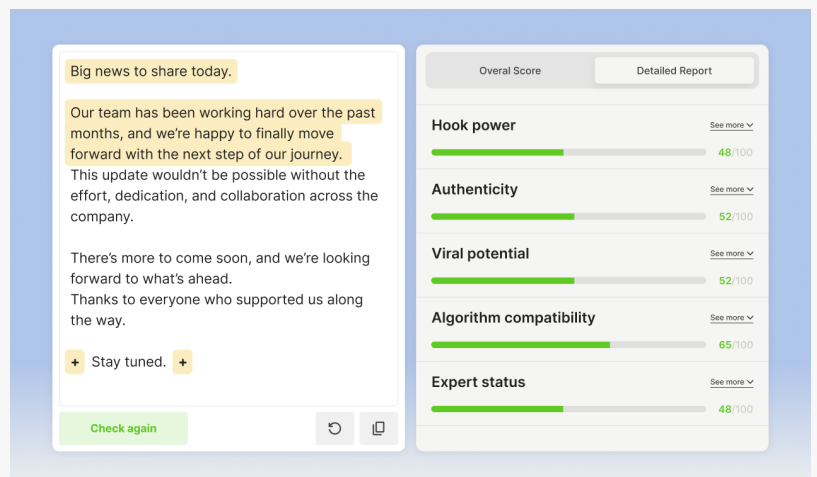 Big news to share today.
Our team has been working hard over the past
months, and we’re happy to finally move
forward with the next step of our journey.
This update wouldn’t be possible without the
effort, dedication, and collaboration across the
company.
There’s more to come soon, and we’re looking
forward to what’s ahead.
Thanks to everyone who supported us along
the way.
+ Stay tuned. +
Check again
Overal Score
Detailed Report
Hook power
See more
48/100
Authenticity
See more
52/100
Viral potential
See more
52/100
Algorithm compatibility
See more
65/100
Expert status
See more
48/100